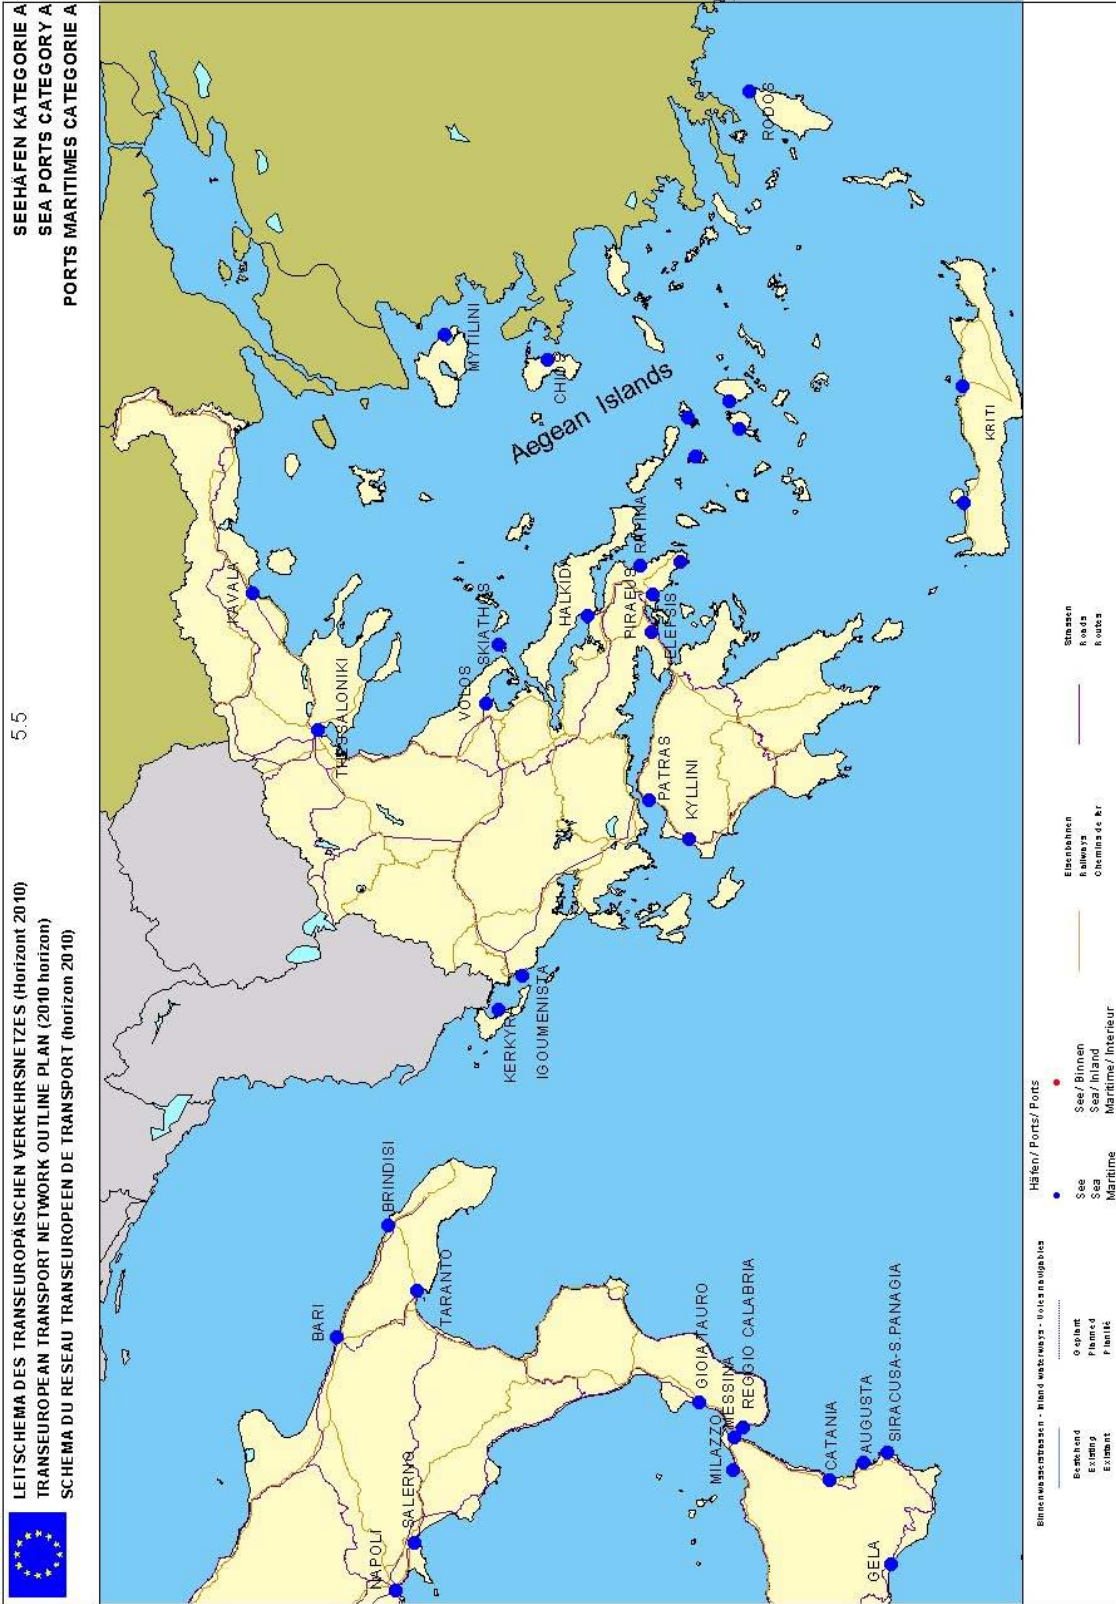 LEITSCHEMA DES TRANSEUROPÄISCHEN VERKEHRSNETZES (Horizont 2010)
TRANSEUROPEAN TRANSPORT NETWORK OUTLINE PLAN (2010 horizon)
SCHEMA DU RESEAU TRANSEUROPEEN DE TRANSPORT (horizon 2010)
5.5
SEEHÄFEN KATEGORIE A
SEA PORTS CATEGORY A
PORTS MARITIMES CATEGORIE A
NAPOLI
SALERNO
BARI
BRINDISI
TARANTO
GIOIA TAURO
MILAZZO
MESSINA
REGGIO CALABRIA
CATANIA
AUGUSTA
SIRACUSA-S.PANAGIA
GELA
KERKYR
IGOUMENISTA
KAVALA
THESSALONIKI
VOLOS
SKIATHOS
HALKIDA
PIRAEUS
RAFINA
ELEFSIS
PATRAS
KYLLINI
MYTILINI
CHIOS
Aegean Islands
RODOS
KRITI
Binnenwasserstrassen - Inland waterways - Voies navigables
Bestehend
Existing
Existant
Geplant
Planned
Planifié
Häfen/ Ports/ Ports
See
Sea
Maritime
See/ Binnen
Sea/ Inland
Maritime/ Interieur
Eisenbahnen
Railways
Chemins de fer
Strassen
Roads
Routes